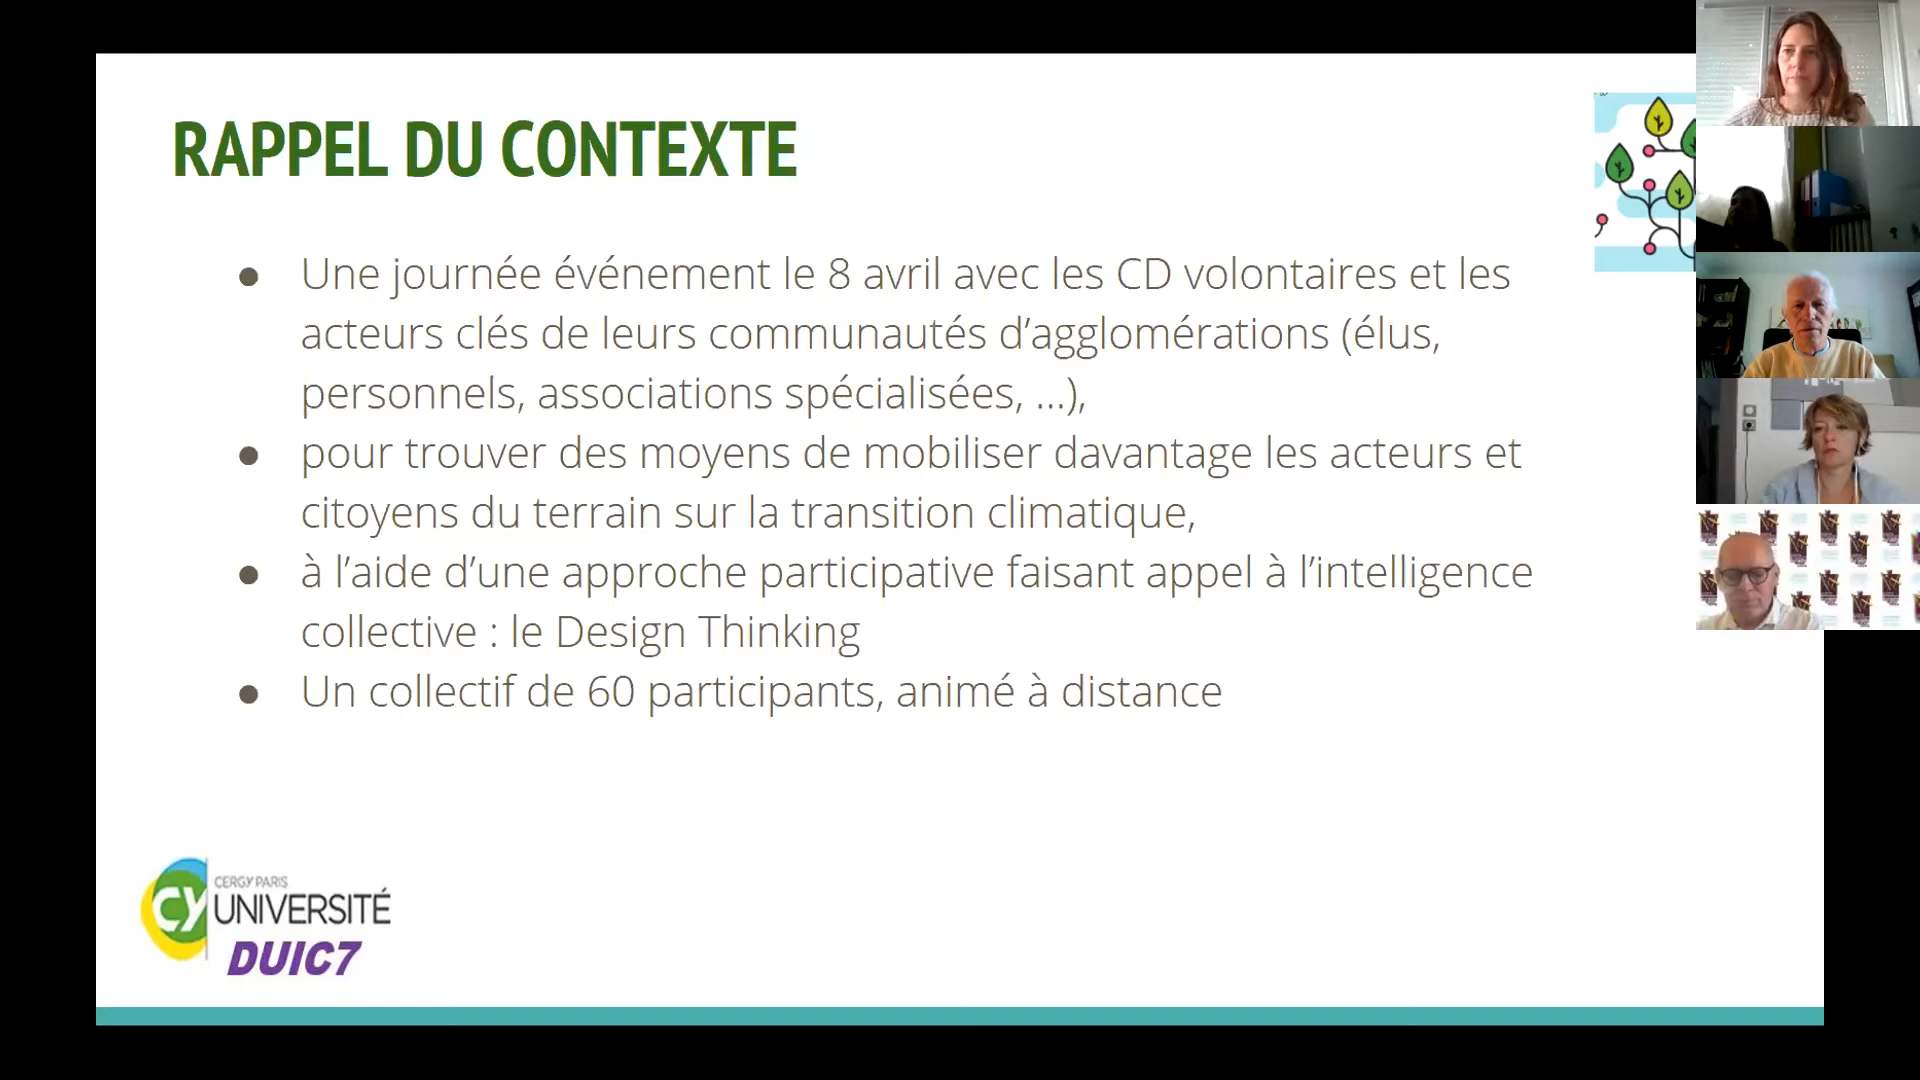 RAPPEL DU CONTEXTE
● Une journée événement le 8 avril avec les CD volontaires et les
acteurs clés de leurs communautés d’agglomérations (élus,
personnels, associations spécialisées, ...),
● pour trouver des moyens de mobiliser davantage les acteurs et
citoyens du terrain sur la transition climatique,
● à l’aide d’une approche participative faisant appel à l’intelligence
collective : le Design Thinking
● Un collectif de 60 participants, animé à distance
CY
CERGY PARIS
UNIVERSITÉ
DUIC7